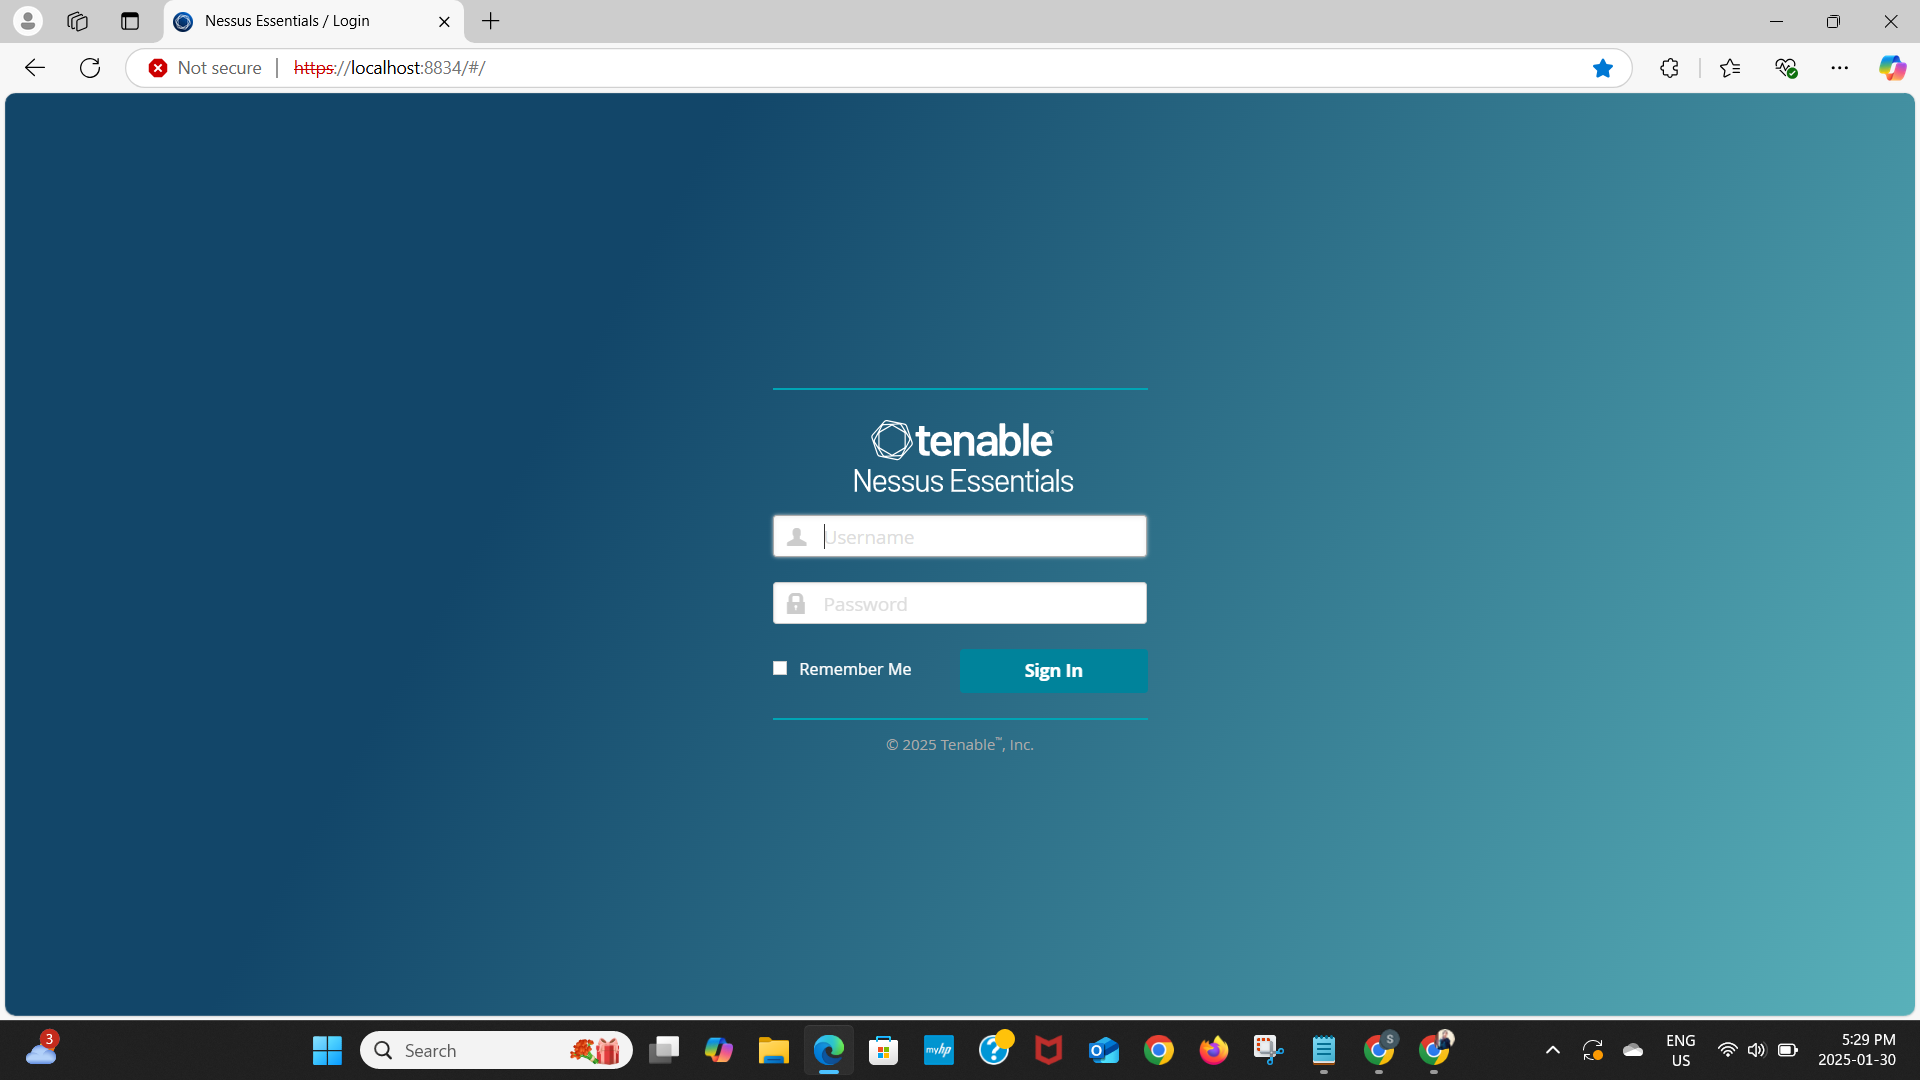 Nessus Essentials / Login
Not secure
https://localhost:8834/#/
tenable
Nessus Essentials
Username
Password
Remember Me
Sign In
© 2025 Tenable™, Inc.
3
Search
myhp
S
ENG
US
5:29 PM
2025-01-30